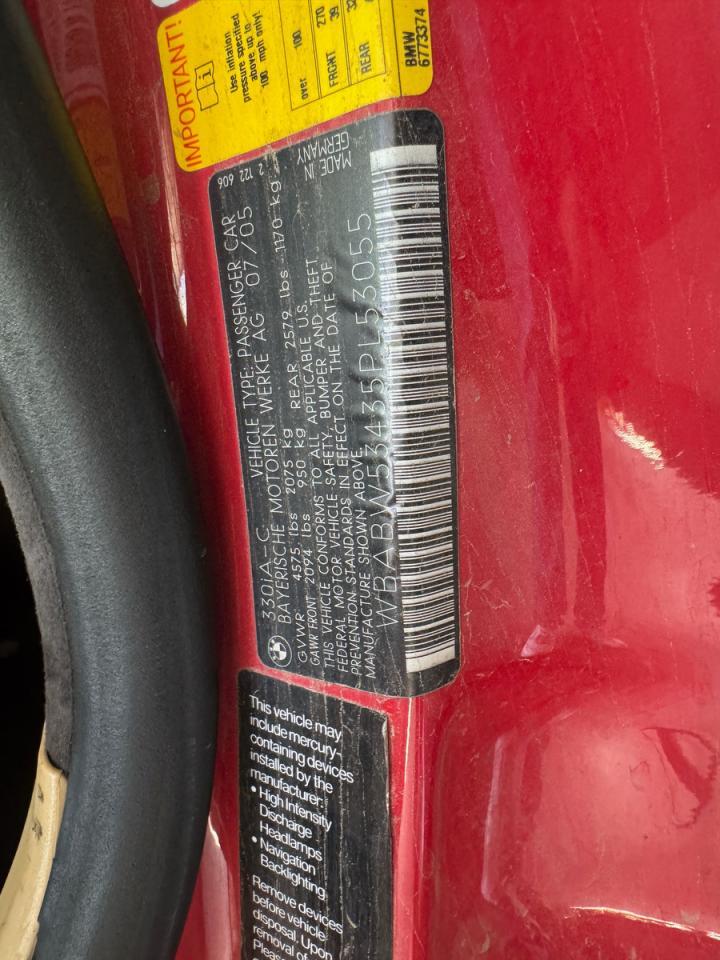 IMPORTANT!
i
Use inflation
pressure specified
above up to
100 mph only!
over 100
270
FRONT 39
REAR
BMW
6773374
2 122 606
330iA-C VEHICLE TYPE: PASSENGER CAR
BAYERISCHE MOTOREN WERKE AG 07/05
GVWR 4575 lbs 2075 kg
GAWR FRONT 2094 lbs 950 kg REAR 2579 lbs 1170 kg
THIS VEHICLE CONFORMS TO ALL APPLICABLE U.S.
FEDERAL MOTOR VEHICLE SAFETY, BUMPER AND THEFT
PREVENTION STANDARDS IN EFFECT ON THE DATE OF
MANUFACTURE SHOWN ABOVE.
MADE IN
GERMANY
WBABW53435PL53055
This vehicle may
include mercury-
containing devices
installed by the
manufacturer:
• High Intensity
Discharge
Headlamps
• Navigation
Backlighting
Remove devices
before vehicle
disposal. Upon
removal of